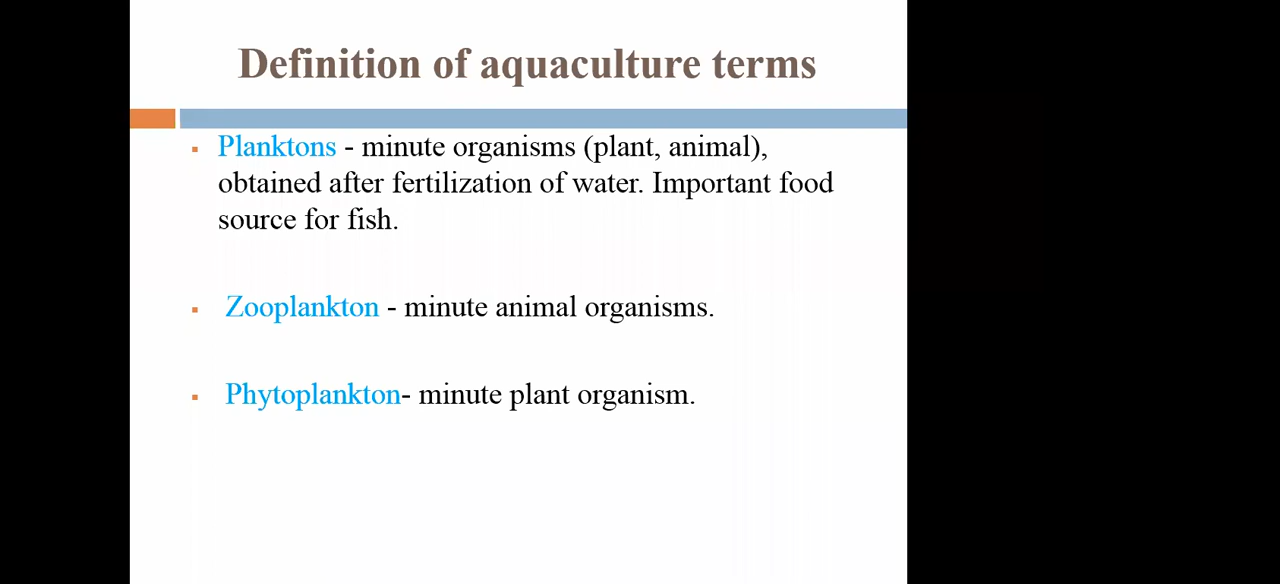 Definition of aquaculture terms
▪ Planktons - minute organisms (plant, animal),
obtained after fertilization of water. Important food
source for fish.
▪ Zooplankton - minute animal organisms.
▪ Phytoplankton- minute plant organism.